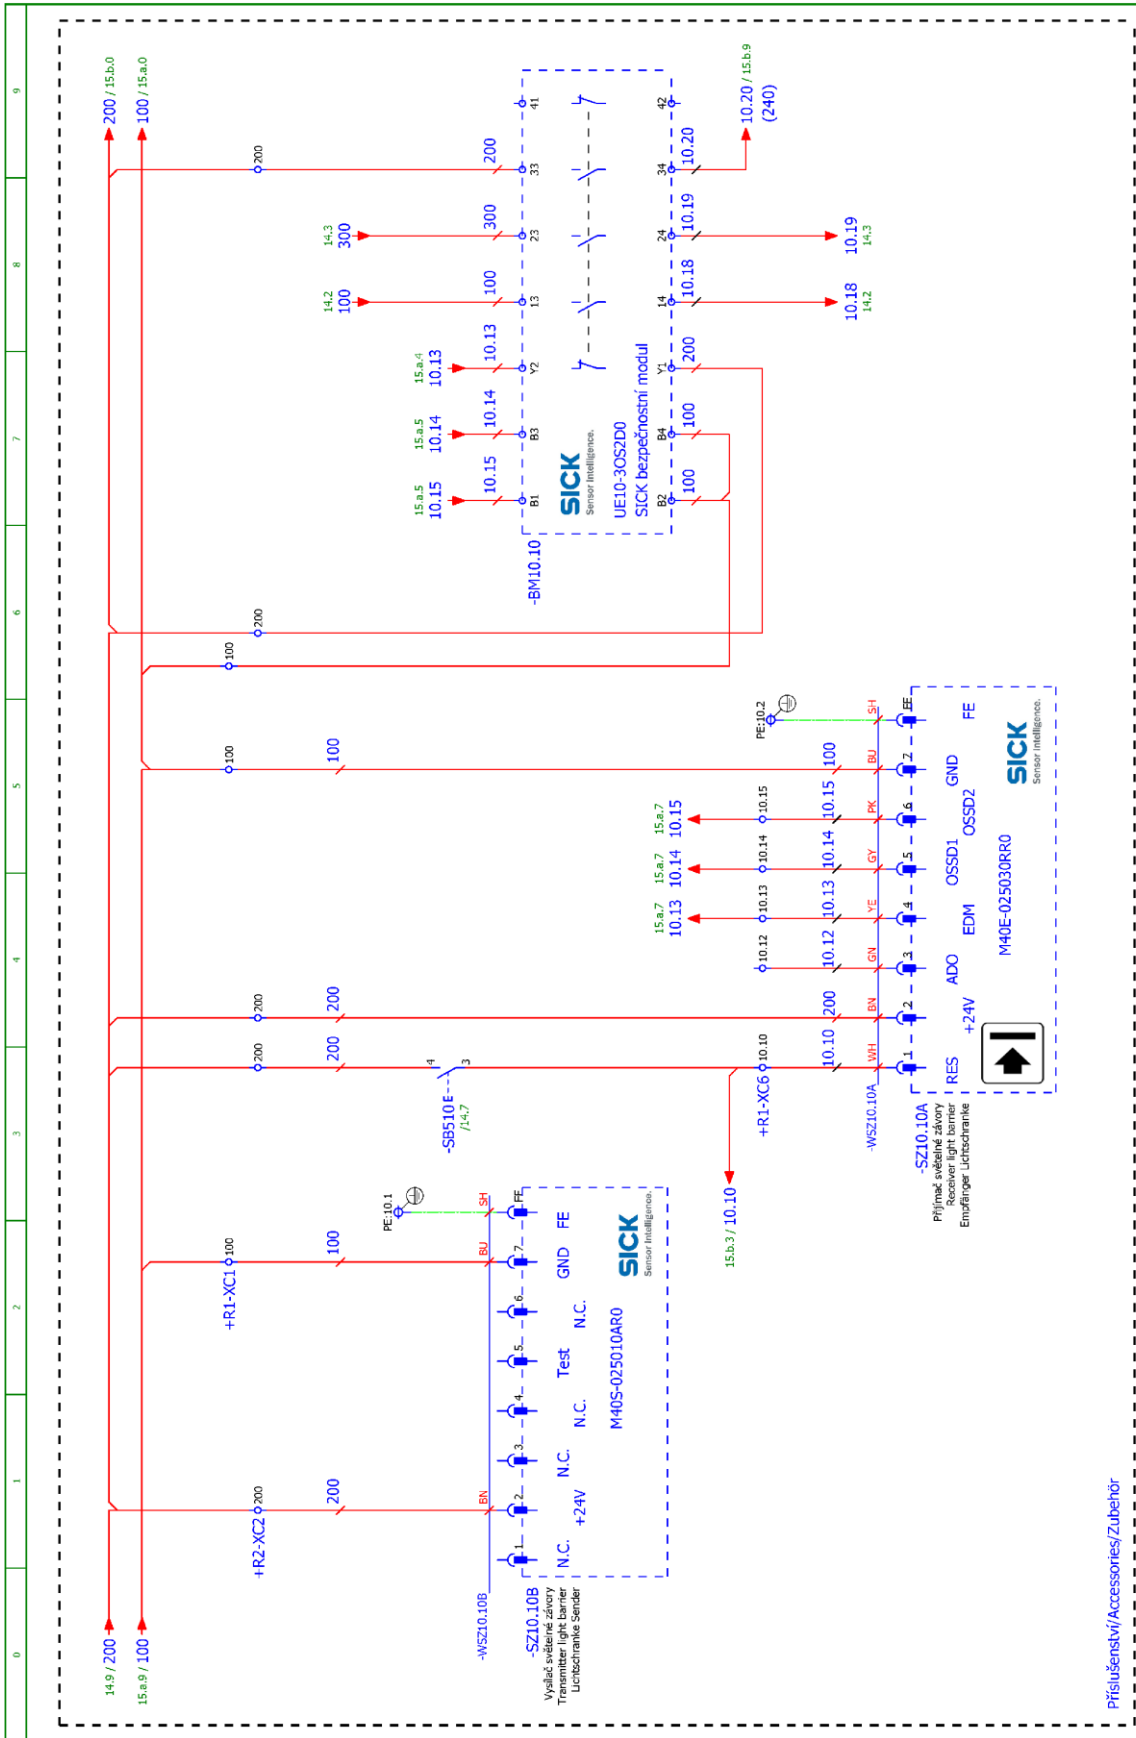 0 1 2 3 4 5 6 7 8 9
14.9 / 200
200 / 15.b.0
15.a.9 / 100
100 / 15.a.0
+R2-XC2
200
200
+R1-XC1
100
100
PE:10.1
-WSZ10.10B
BN
BU
SH
-SZ10.10B
Vysílač světelné závory
Transmitter light barrier
Lichtschranke Sender
1 2 3 4 5 6 7 FE
N.C. +24V N.C. N.C. Test N.C. GND FE
M40S-025010AR0
SICK
Sensor Intelligence.
200
200
-SB510 E
/14.7
4
3
15.b.3 / 10.10
200
200
100
100
+R1-XC6
10.10
10.12
10.13
10.14
10.15
15.a.7
10.13
15.a.7
10.14
15.a.7
10.15
PE:10.2
10.10 200 10.12 10.13 10.14 10.15 100
-WSZ10.10A
WH BN GN YE GY PK BU SH
-SZ10.10A
Přijímač světelné závory
Receiver light barrier
Empfänger Lichtschranke
1 2 3 4 5 6 7 FE
RES +24V ADO EDM OSSD1 OSSD2 GND FE
M40E-025030RR0
SICK
Sensor Intelligence.
100
200
200
15.a.5
10.15
15.a.5
10.14
15.a.4
10.13
14.2
100
14.3
300
10.15 10.14 10.13 100 300 200
-BM10.10
B1 B3 Y2 13 23 33 41
SICK
Sensor Intelligence.
UE10-3OS2D0
SICK bezpečnostní modul
B2 B4 Y1 14 24 34 42
100 100 200 10.18 10.19 10.20
10.18
14.2
10.19
14.3
10.20 / 15.b.9
(240)
Příslušenství/Accessories/Zubehör